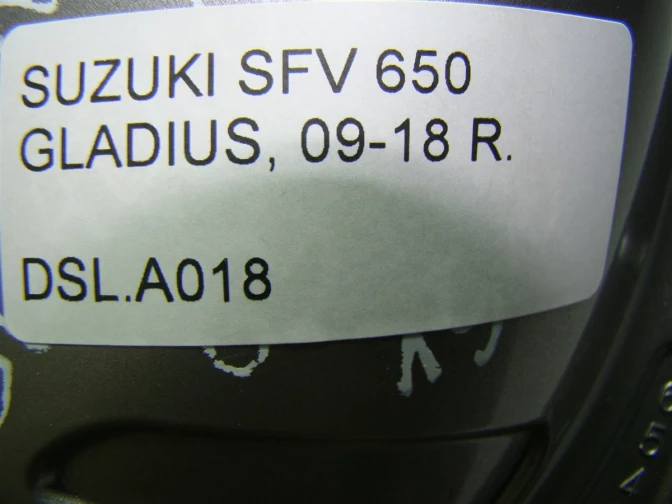 SUZUKI SFV 650
GLADIUS, 09-18 R.
DSL.A018